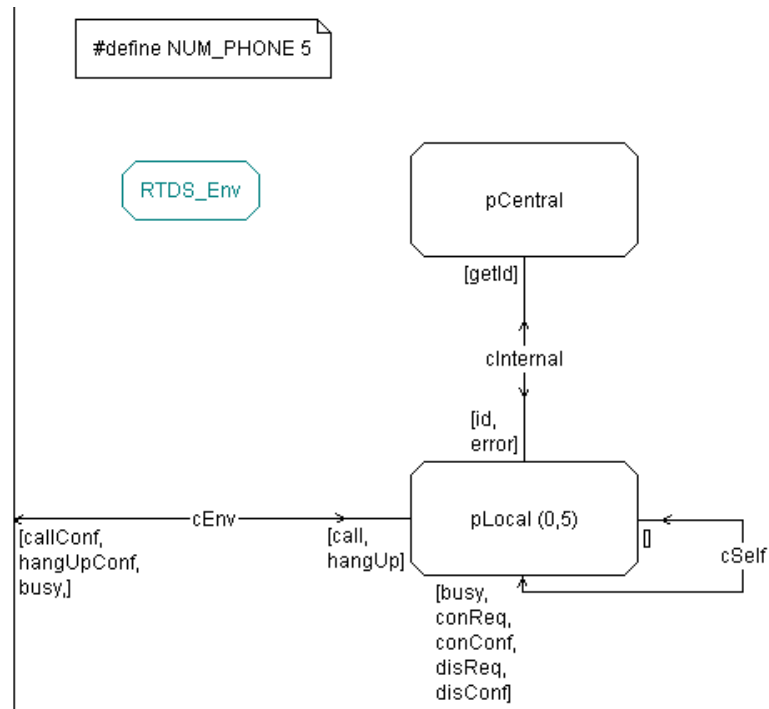 #define NUM_PHONE 5
RTDS_Env
pCentral
[getId]
cInternal
[id,
error]
pLocal (0,5)
cEnv
[callConf,
hangUpConf,
busy,]
[call,
hangUp]
[]
cSelf
[busy,
conReq,
conConf,
disReq,
disConf]